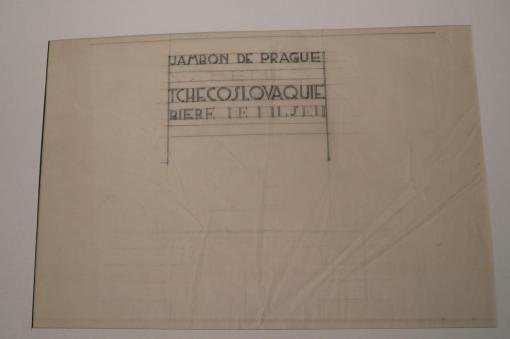 JAMBON DE PRAGUE
TCHECOSLOVAQUIE
BIERE